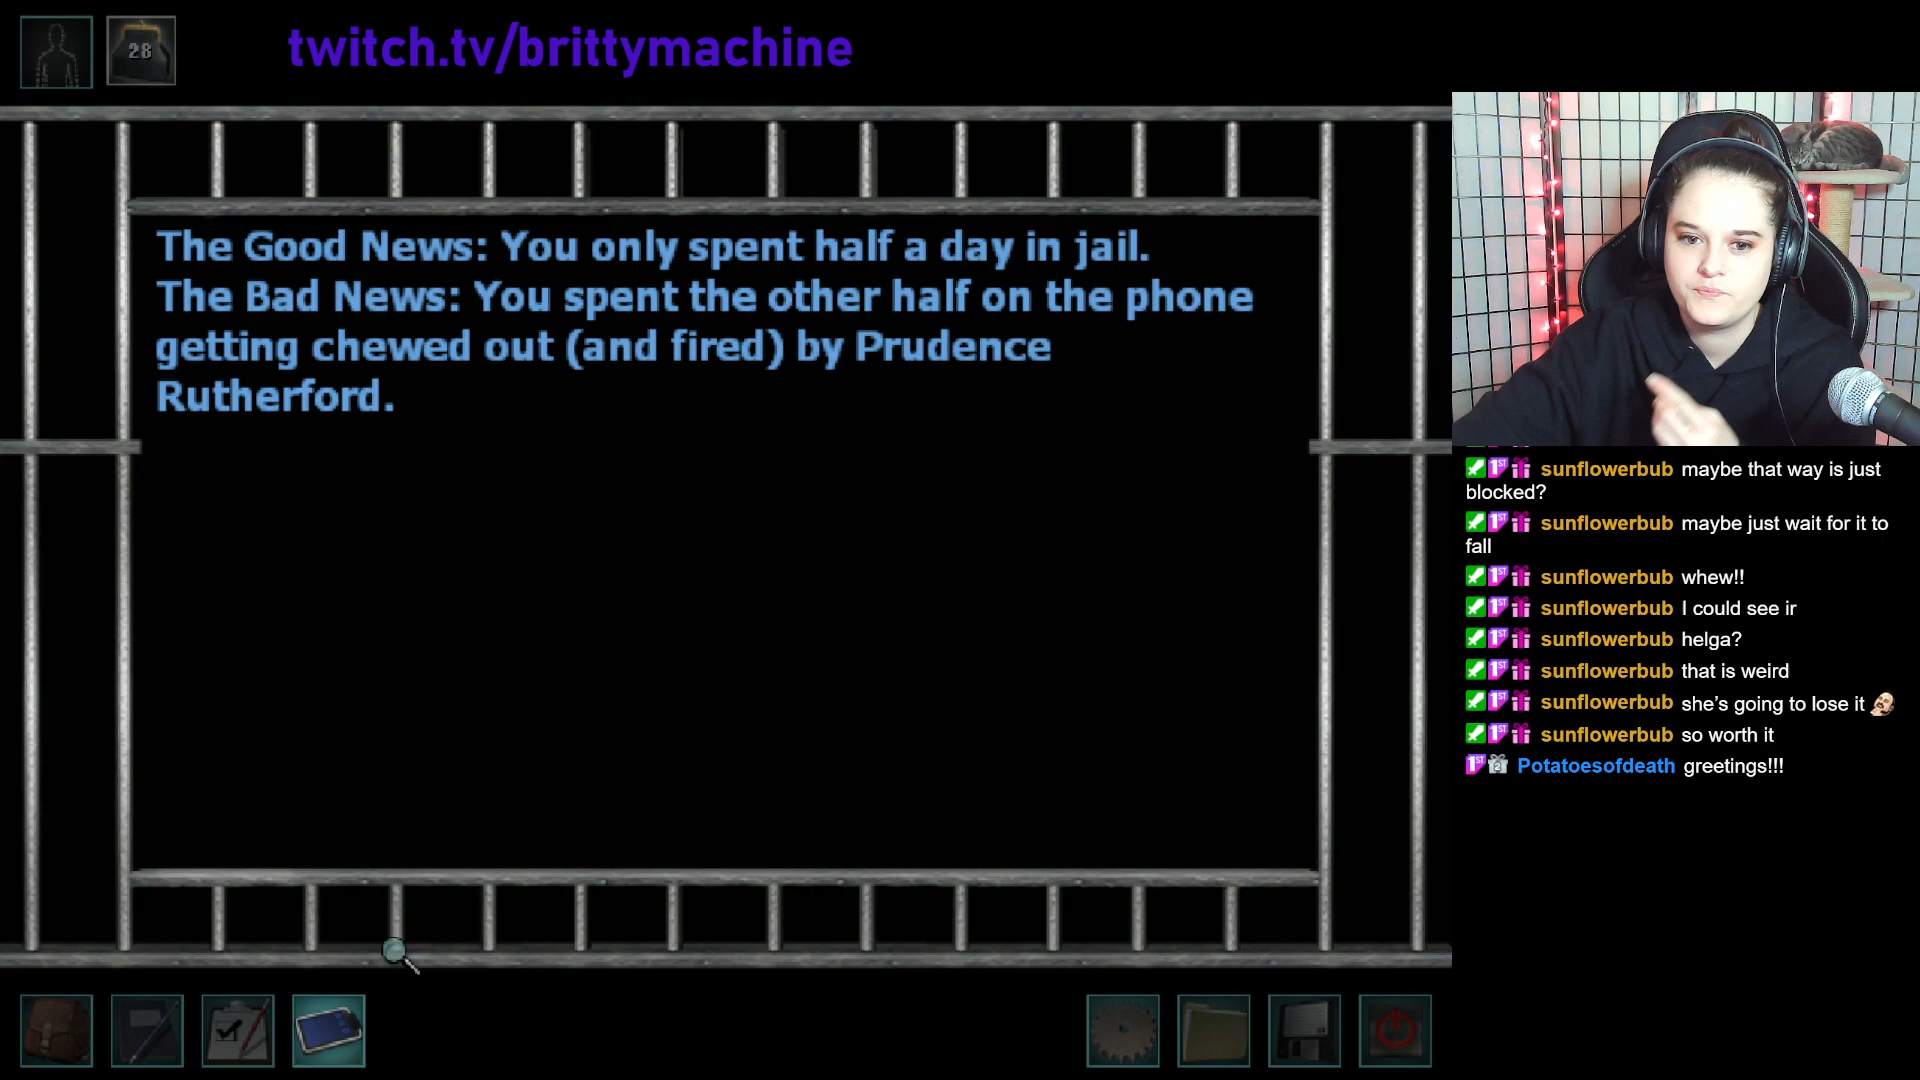 28
twitch.tv/brittymachine
The Good News: You only spent half a day in jail.
The Bad News: You spent the other half on the phone
getting chewed out (and fired) by Prudence
Rutherford.
sunflowerbub maybe that way is just
blocked?
sunflowerbub maybe just wait for it to
fall
sunflowerbub whew!!
sunflowerbub I could see ir
sunflowerbub helga?
sunflowerbub that is weird
sunflowerbub she's going to lose it
sunflowerbub so worth it
Potatoesofdeath greetings!!!